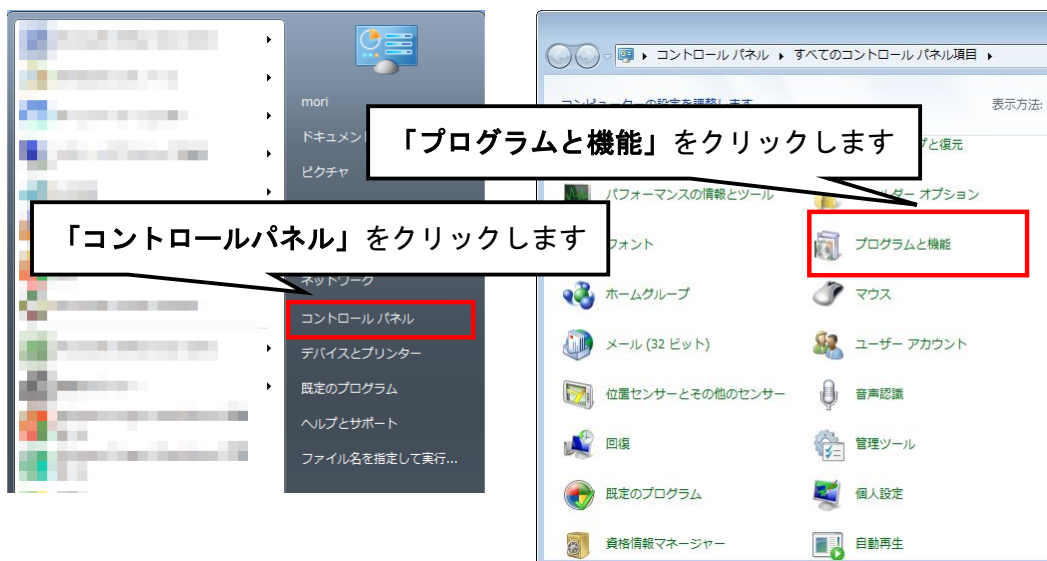 mori
ドキュメン
ピクチャ
「コントロールパネル」をクリックします
ネットワーク
コントロール パネル
デバイスとプリンター
既定のプログラム
ヘルプとサポート
ファイル名を指定して実行...
コントロール パネル ▸ すべてのコントロール パネル項目 ▸
コンピューターの設定を調整します
表示方法:
「プログラムと機能」をクリックします
プと復元
パフォーマンスの情報とツール
ルダー オプション
フォント
プログラムと機能
ホームグループ
マウス
メール (32 ビット)
ユーザー アカウント
位置センサーとその他のセンサー
音声認識
回復
管理ツール
既定のプログラム
個人設定
資格情報マネージャー
自動再生